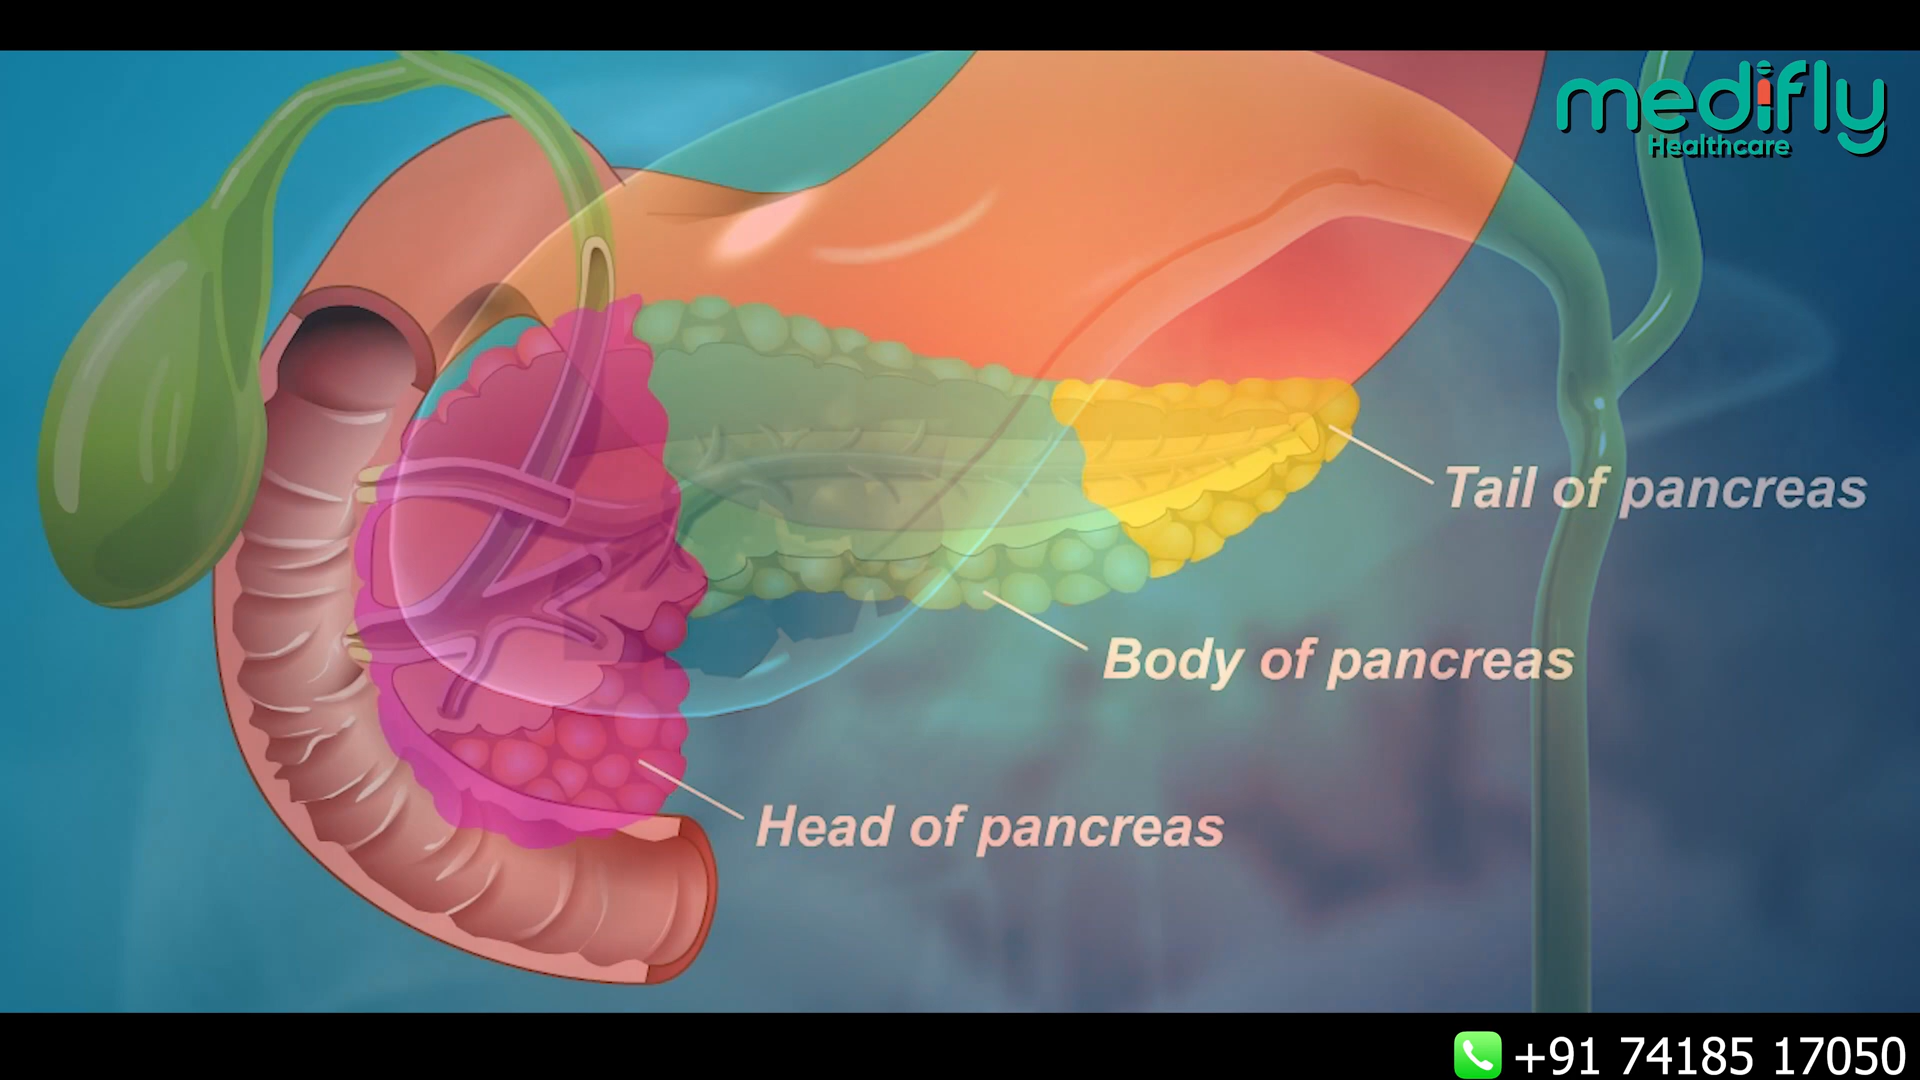 medifly
Healthcare
Tail of pancreas
Body of pancreas
Head of pancreas
+91 74185 17050